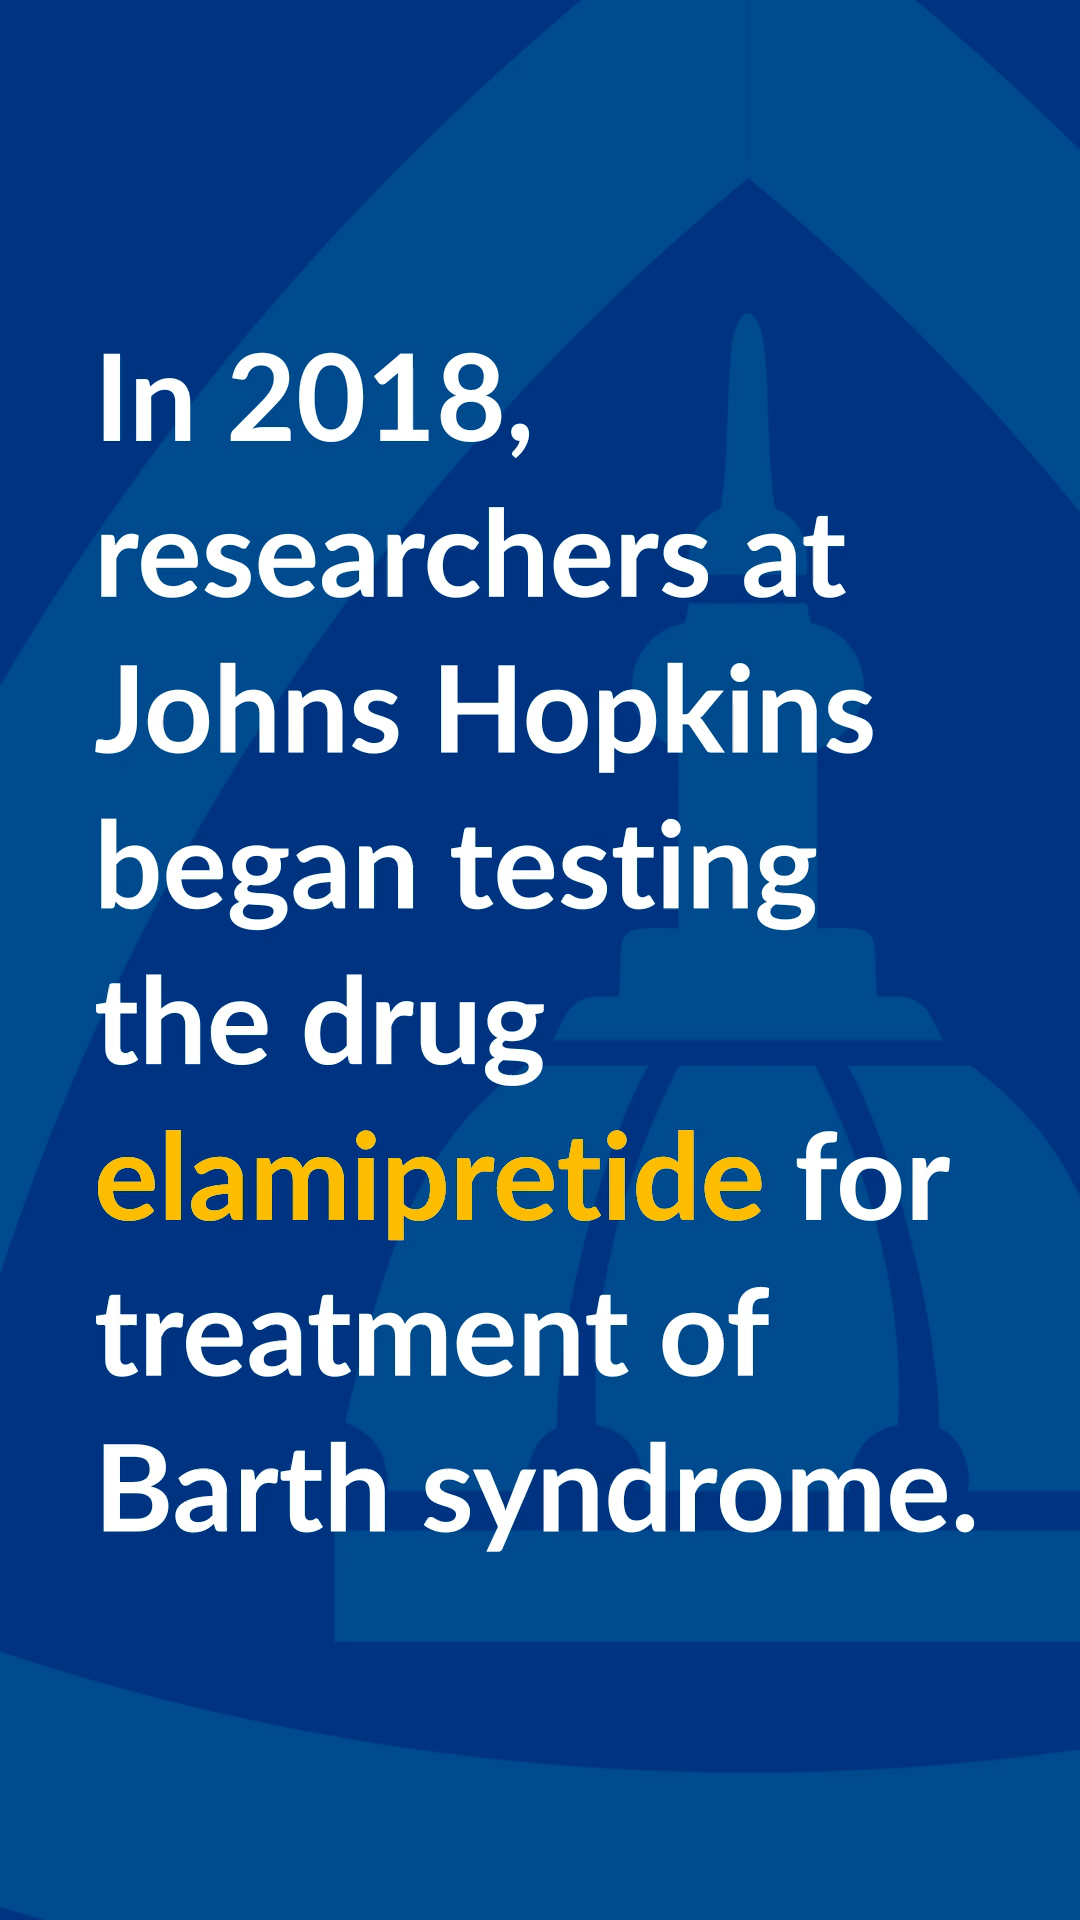 In 2018,
researchers at
Johns Hopkins
began testing
the drug
elamipretide for
treatment of
Barth syndrome.